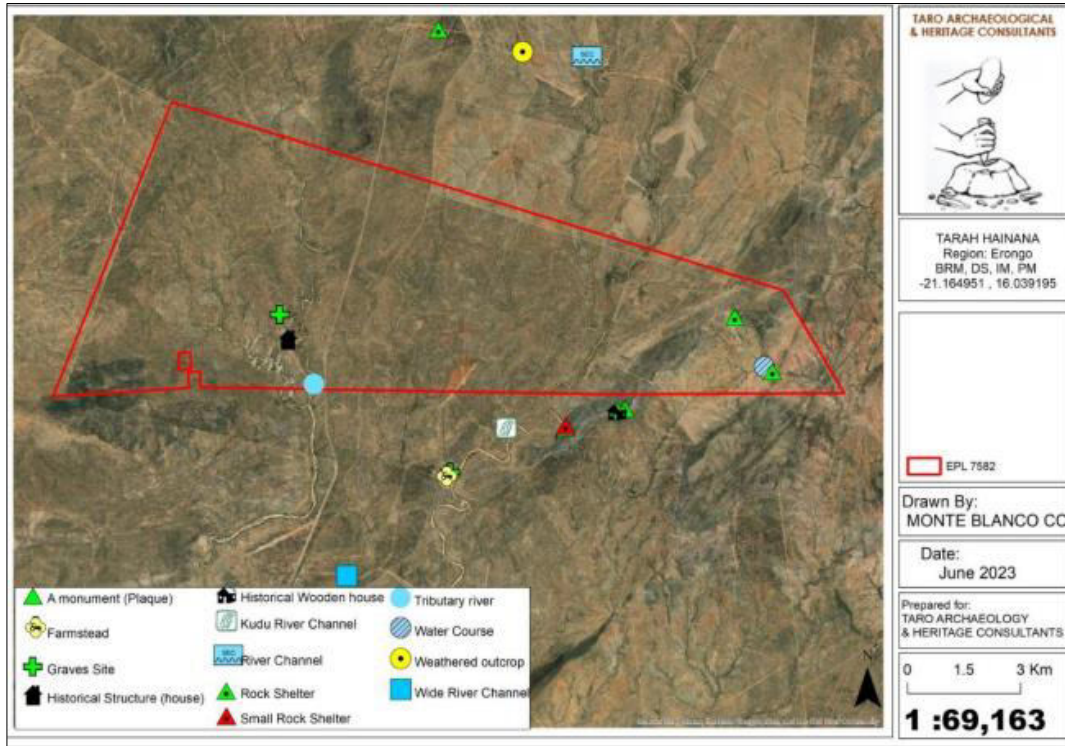 TARO ARCHAEOLOGICAL
& HERITAGE CONSULTANTS
TARAH HAINANA
Region: Erongo
BRM, DS, IM, PM
-21.164951 , 16.039195
EPL 7582
Drawn By:
MONTE BLANCO CC
Date:
June 2023
Prepared for:
TARO ARCHAEOLOGY
& HERITAGE CONSULTANTS
0 1.5 3 Km
1 :69,163
N
A monument (Plaque)
Farmstead
Graves Site
Historical Structure (house)
Historical Wooden house
Kudu River Channel
River Channel
Rock Shelter
Small Rock Shelter
Tributary river
Water Course
Weathered outcrop
Wide River Channel